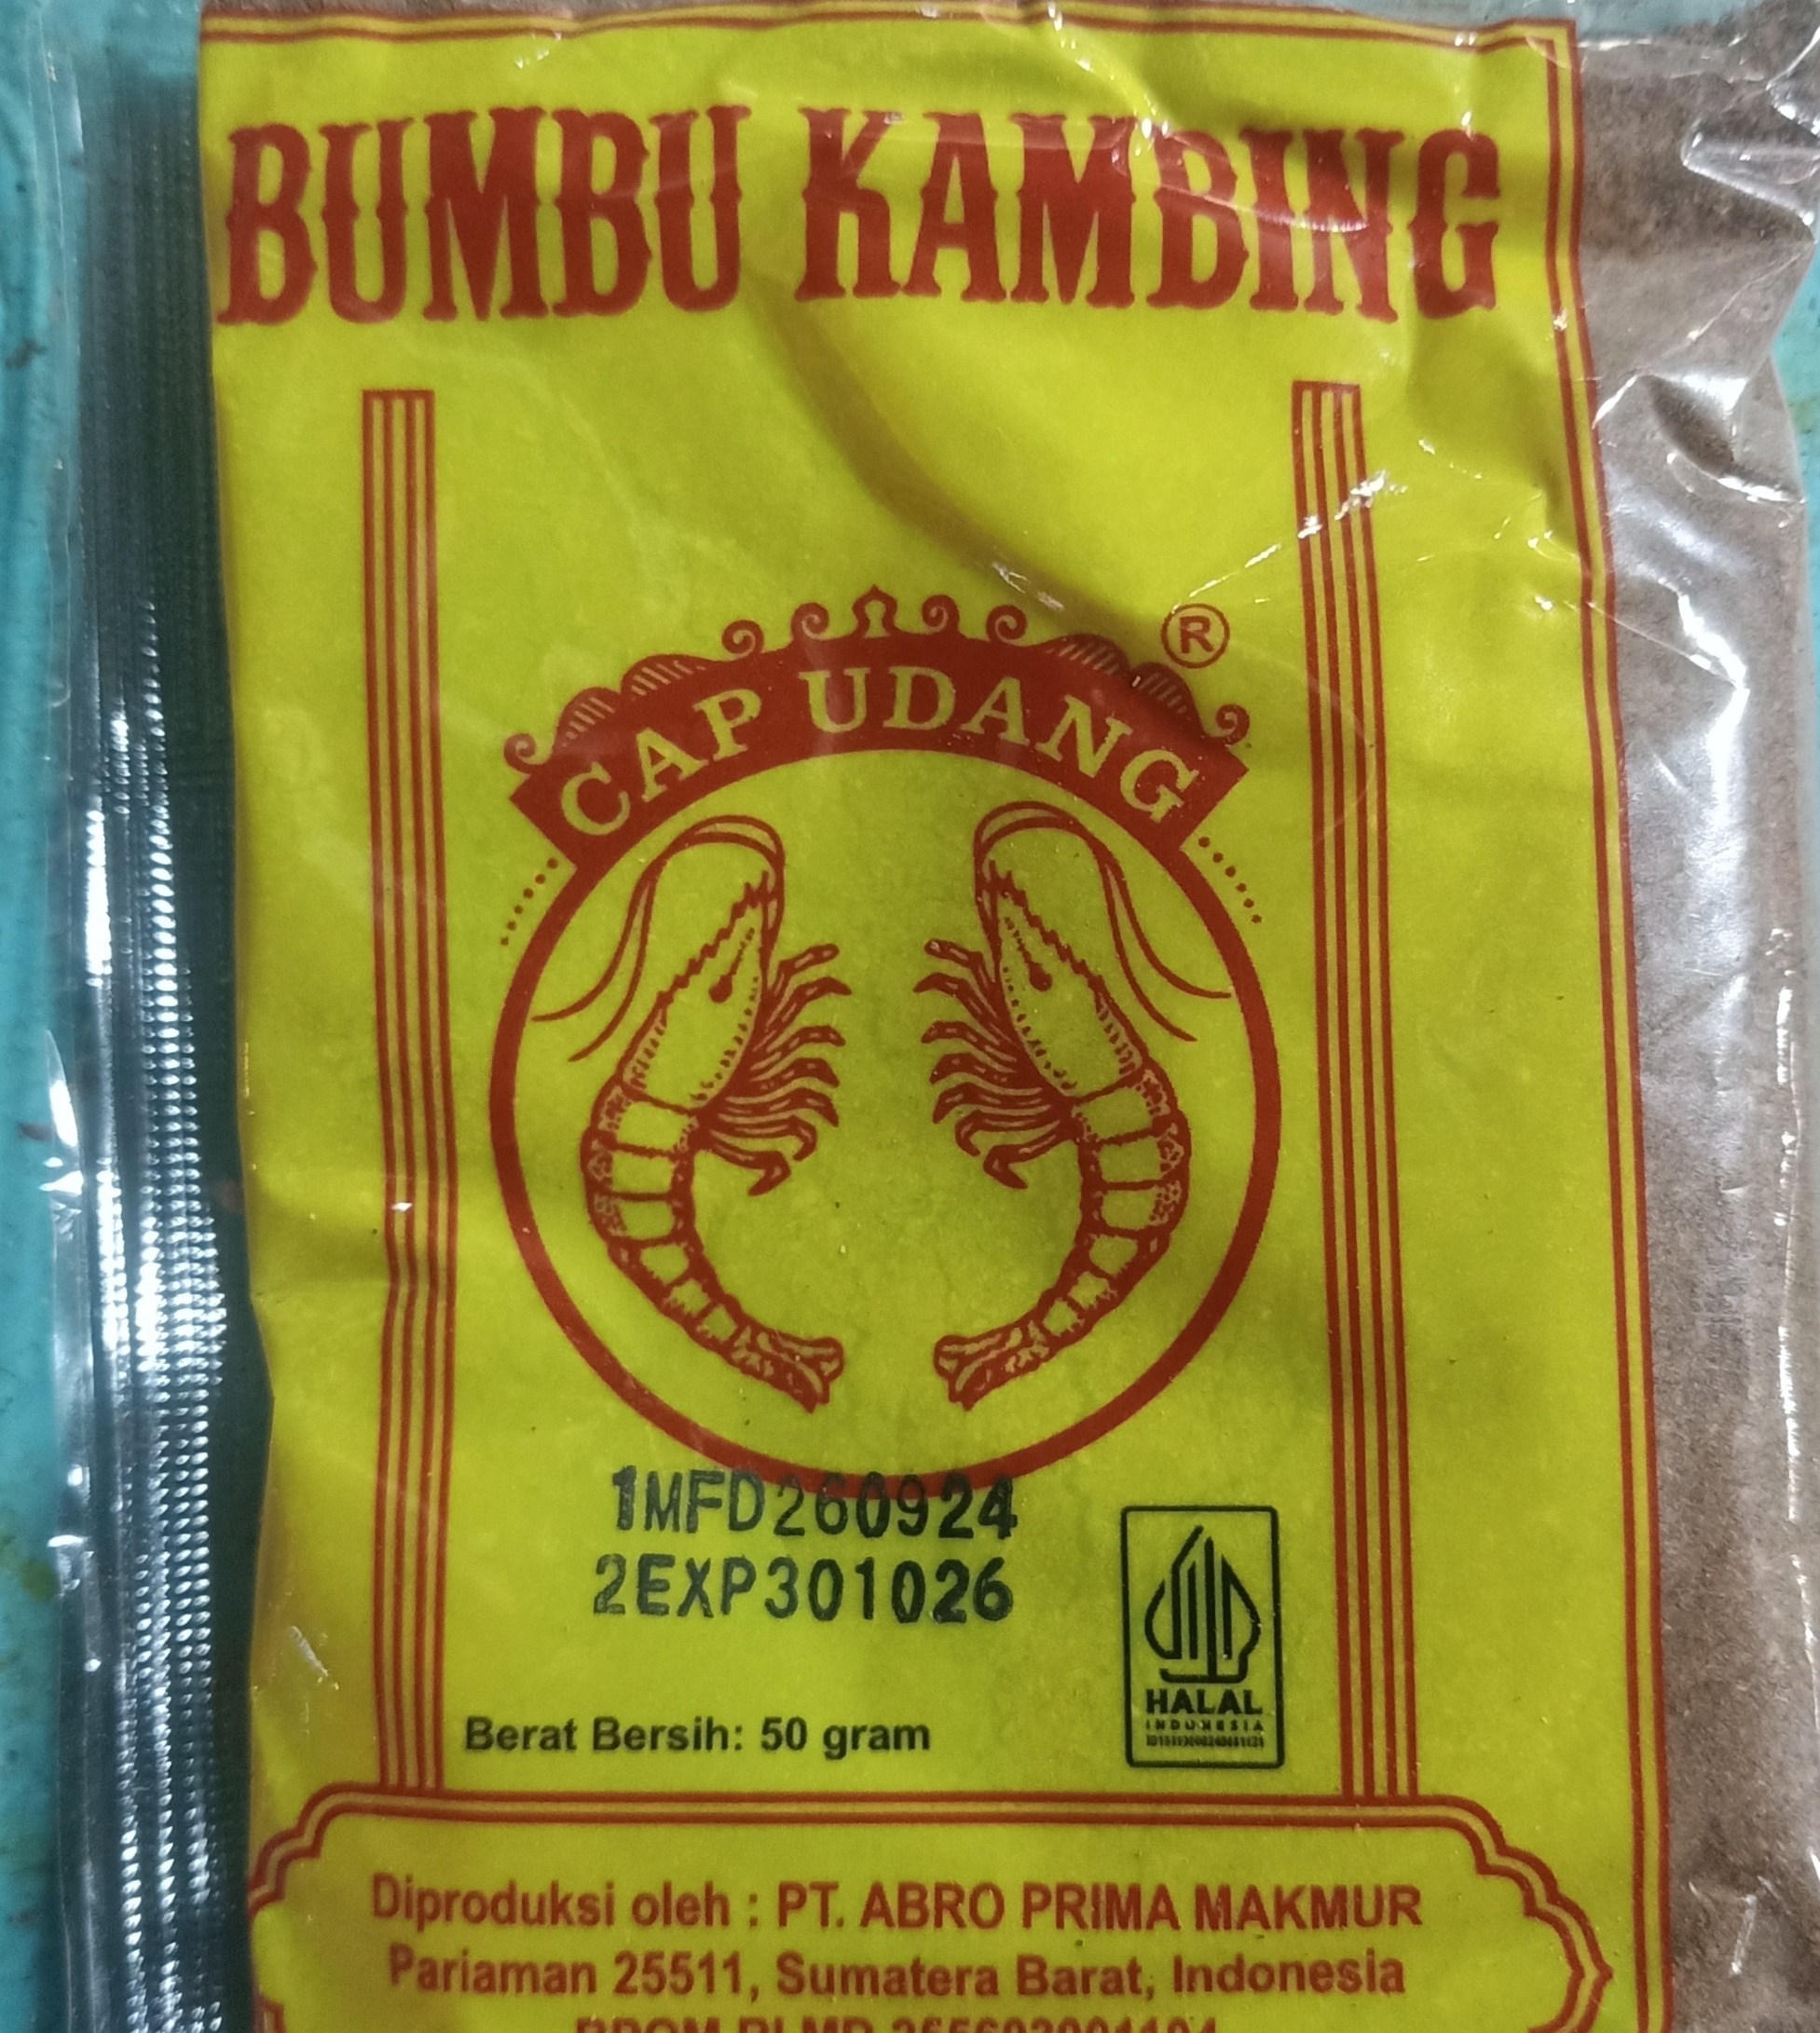 BUMBU KAMBING
CAP UDANG ®
1MFD260924
2EXP301026
HALAL
INDONESIA
Berat Bersih: 50 gram
Diproduksi oleh : PT. ABRO PRIMA MAKMUR
Pariaman 25511, Sumatera Barat, Indonesia